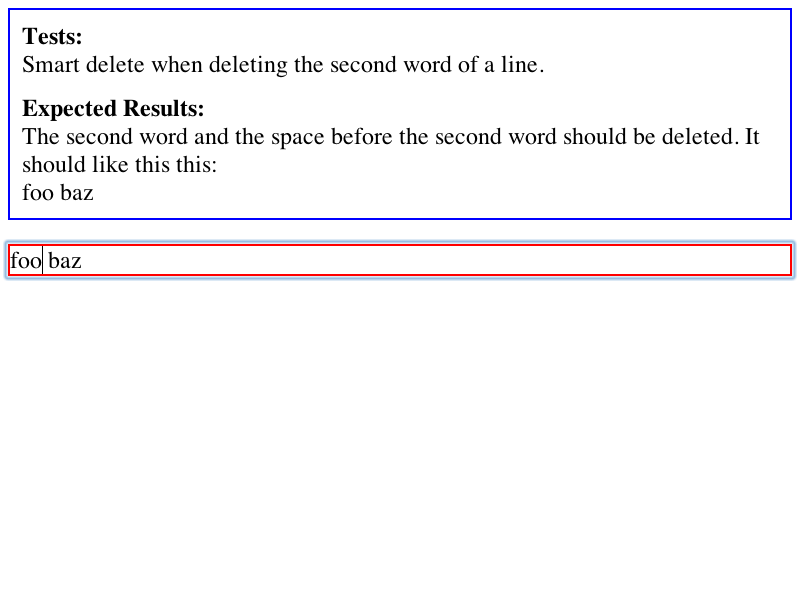 Tests:
Smart delete when deleting the second word of a line.
Expected Results:
The second word and the space before the second word should be deleted. It
should like this this:
foo baz
foo baz